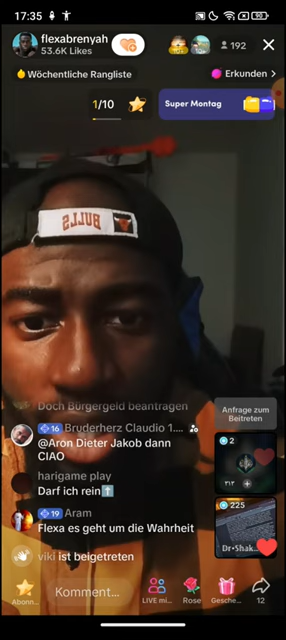 17:35
90
flexabrenyah
53.6K Likes
192
Wöchentliche Rangliste
Erkunden >
1/10
Super Montag
BULLS
Doch Bürgergeld beantragen
Anfrage zum
Beitreten
16 Bruderherz Claudio 1....
@Aron Dieter Jakob dann
CIAO
2
harigame play
Darf ich rein⬆️
٣١٣
19 Aram
Flexa es geht um die Wahrheit
225
Dr•Shak...
viki ist beigetreten
Abonn...
Komment...
LIVE mi...
Rose
Gesche...
12